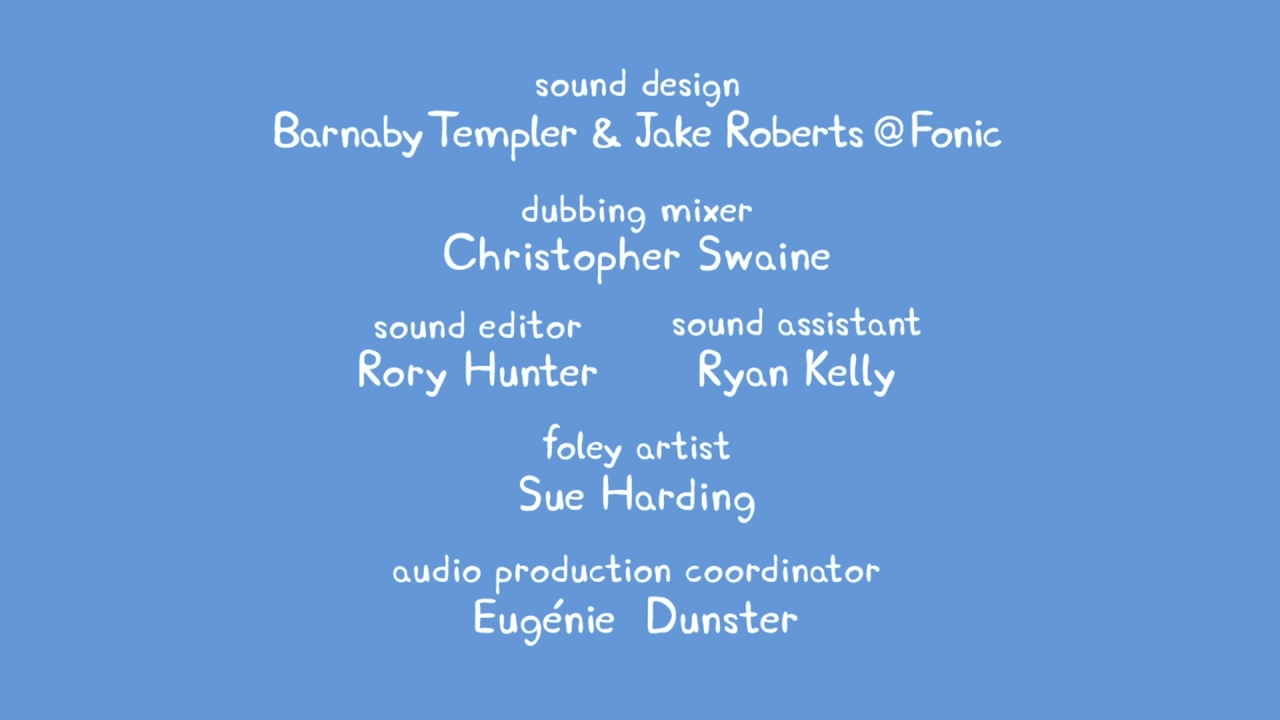 sound design
Barnaby Templer & Jake Roberts @ Fonic
dubbing mixer
Christopher Swaine
sound editor
Rory Hunter
sound assistant
Ryan Kelly
foley artist
Sue Harding
audio production coordinator
Eugénie Dunster